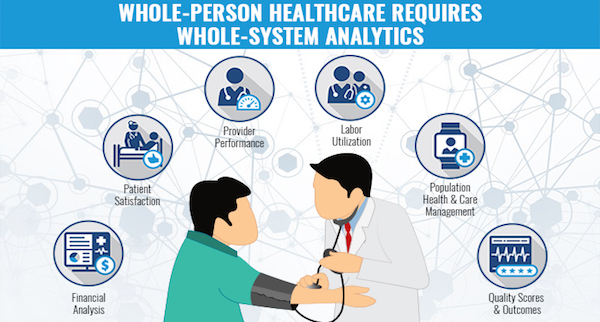 WHOLE-PERSON HEALTHCARE REQUIRES
WHOLE-SYSTEM ANALYTICS
Provider
Performance
Labor
Utilization
Patient
Satisfaction
Population
Health & Care
Management
Financial
Analysis
$
Quality Scores
& Outcomes